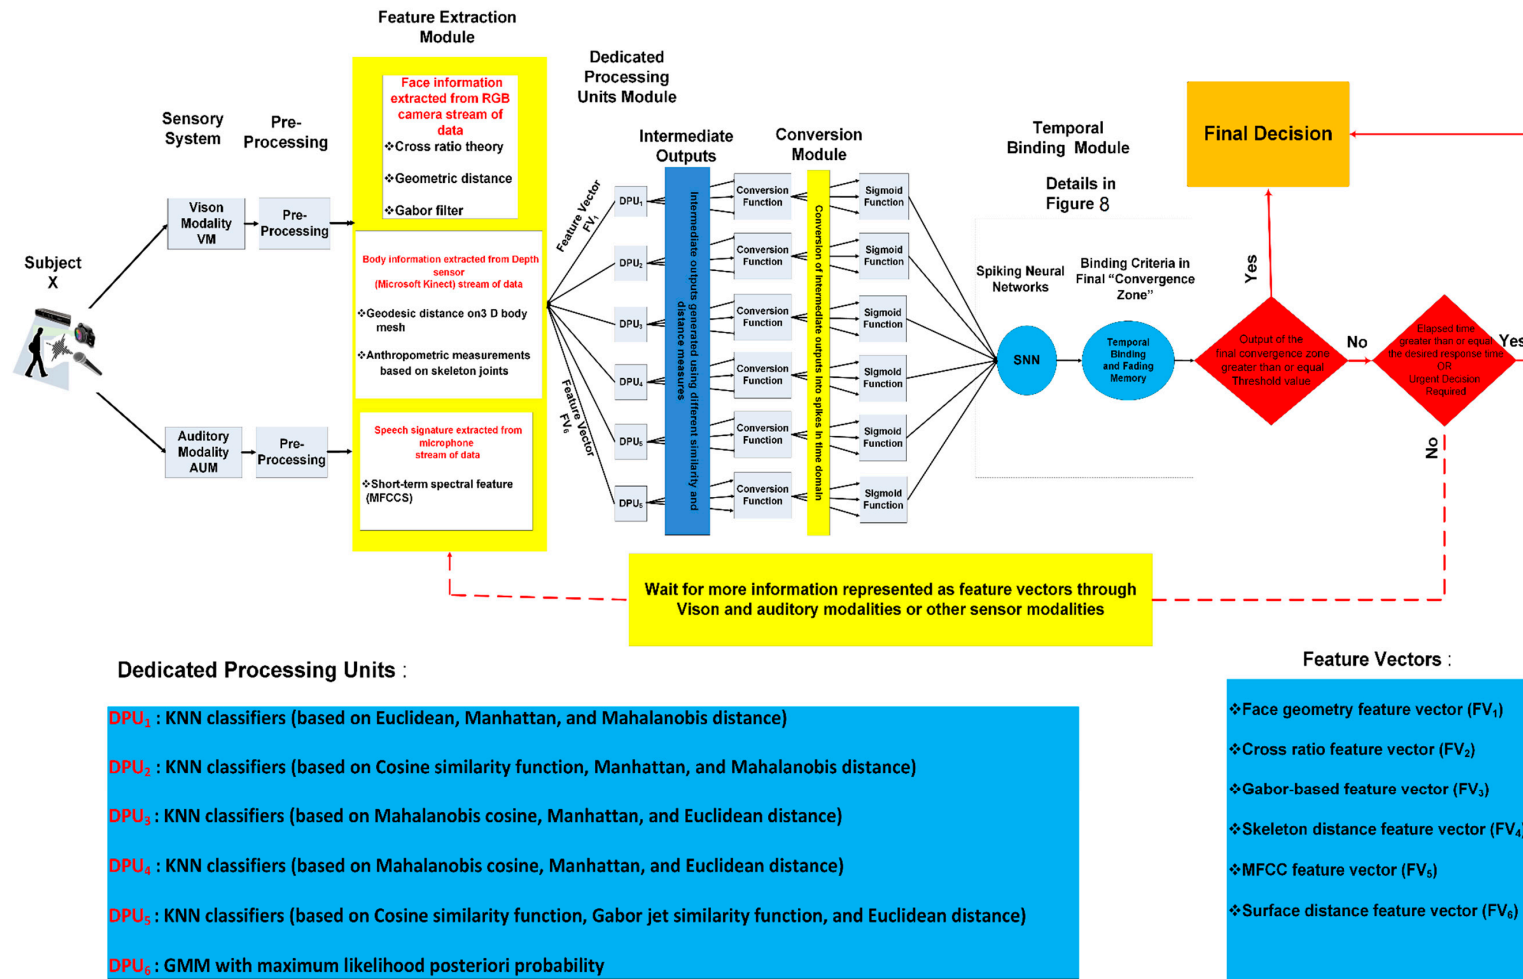 Feature Extraction
Module
Dedicated
Processing
Units Module
Sensory
System
Pre-
Processing
Intermediate
Outputs
Conversion
Module
Temporal
Binding Module
Details in
Figure 8
Subject
X
Vison
Modality
VM
Pre-
Processing
Auditory
Modality
AUM
Pre-
Processing
Face information
extracted from RGB
camera stream of
data
❖Cross ratio theory
❖Geometric distance
❖Gabor filter
Body information extracted from Depth
sensor
(Microsoft Kinect) stream of data
❖Geodesic distance on3 D body
mesh
❖Anthropometric measurements
based on skeleton joints
Speech signature extracted from
microphone
stream of data
❖Short-term spectral feature
(MFCCS)
Feature Vector
FV₁
Feature Vector
FV₆
DPU₁
DPU₂
DPU₃
DPU₄
DPU₅
DPU₆
Intermediate outputs generated using different similarity and
distance measures
Conversion
Function
Conversion
Function
Conversion
Function
Conversion
Function
Conversion
Function
Conversion
Function
Conversion of Intermediate outputs into spikes in time domain
Sigmoid
Function
Sigmoid
Function
Sigmoid
Function
Sigmoid
Function
Sigmoid
Function
Sigmoid
Function
Spiking Neural
Networks
Binding Criteria in
Final “Convergence
Zone”
SNN
Temporal
Binding
and Fading
Memory
Output of the
final convergence zone
greater than or equal
Threshold value
Yes
Final Decision
No
Elapsed time
greater than or equal
the desired response time
OR
Urgent Decision
Required
Yes
No
Wait for more information represented as feature vectors through
Vison and auditory modalities or other sensor modalities
Dedicated Processing Units :
DPU₁ : KNN classifiers (based on Euclidean, Manhattan, and Mahalanobis distance)
DPU₂ : KNN classifiers (based on Cosine similarity function, Manhattan, and Mahalanobis distance)
DPU₃ : KNN classifiers (based on Mahalanobis cosine, Manhattan, and Euclidean distance)
DPU₄ : KNN classifiers (based on Mahalanobis cosine, Manhattan, and Euclidean distance)
DPU₅ : KNN classifiers (based on Cosine similarity function, Gabor jet similarity function, and Euclidean distance)
DPU₆ : GMM with maximum likelihood posteriori probability
Feature Vectors :
❖Face geometry feature vector (FV₁)
❖Cross ratio feature vector (FV₂)
❖Gabor-based feature vector (FV₃)
❖Skeleton distance feature vector (FV₄)
❖MFCC feature vector (FV₅)
❖Surface distance feature vector (FV₆)